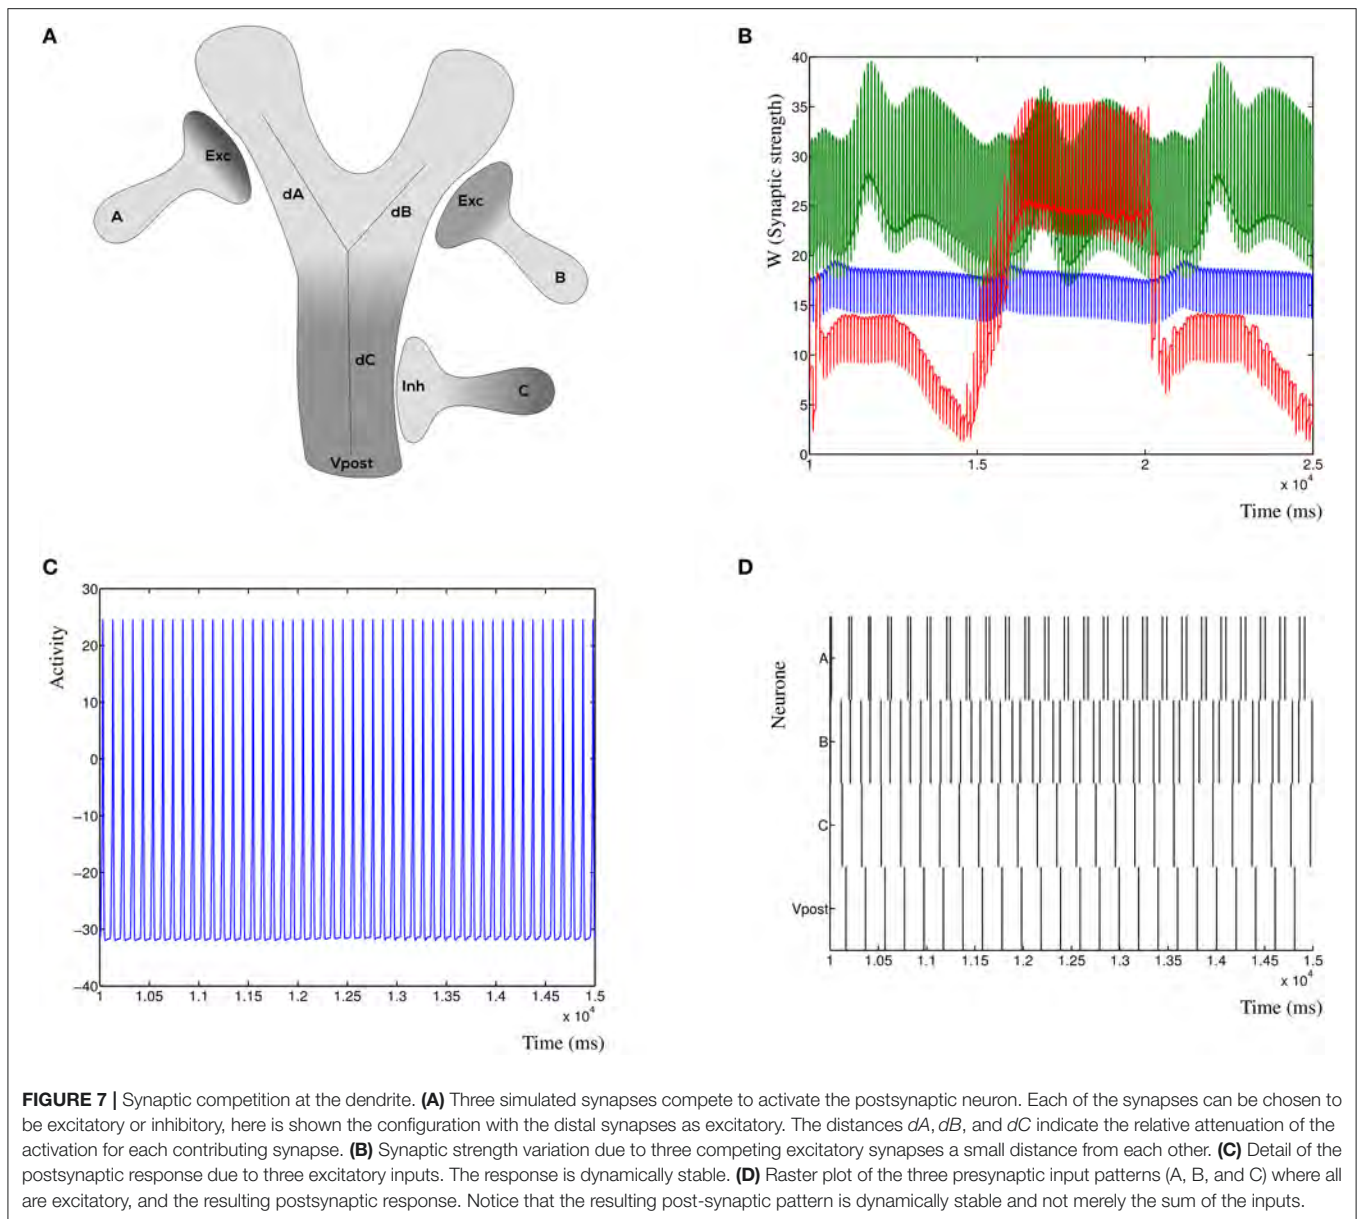 A
Exc
dA
dB
Exc
A
B
dC
Inh
C
Vpost
B
W (Synaptic strength)
40
35
30
25
20
15
10
5
0
1 1.5 2 2.5
x 10^4
Time (ms)
C
Activity
30
20
10
0
−10
−20
−30
−40
1 1.05 1.1 1.15 1.2 1.25 1.3 1.35 1.4 1.45 1.5
x 10^4
Time (ms)
D
Neurone
A
B
C
Vpost
1 1.05 1.1 1.15 1.2 1.25 1.3 1.35 1.4 1.45 1.5
x 10^4
Time (ms)
FIGURE 7 | Synaptic competition at the dendrite. (A) Three simulated synapses compete to activate the postsynaptic neuron. Each of the synapses can be chosen to
be excitatory or inhibitory, here is shown the configuration with the distal synapses as excitatory. The distances dA, dB, and dC indicate the relative attenuation of the
activation for each contributing synapse. (B) Synaptic strength variation due to three competing excitatory synapses a small distance from each other. (C) Detail of the
postsynaptic response due to three excitatory inputs. The response is dynamically stable. (D) Raster plot of the three presynaptic input patterns (A, B, and C) where all
are excitatory, and the resulting postsynaptic response. Notice that the resulting post-synaptic pattern is dynamically stable and not merely the sum of the inputs.